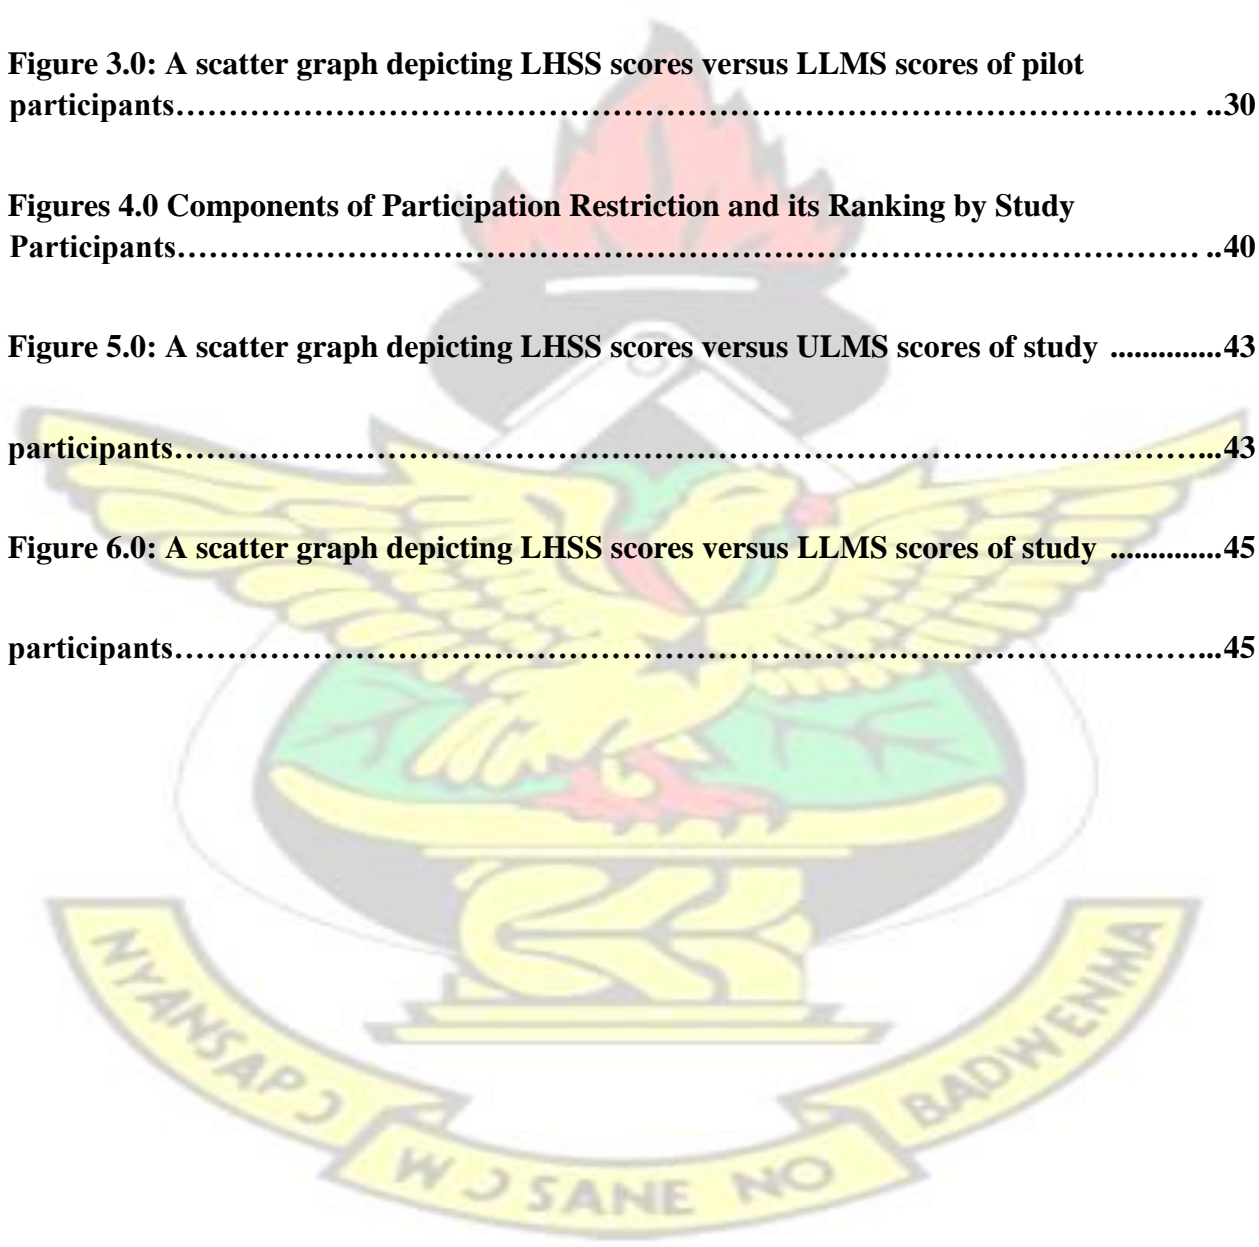 Figure 3.0: A scatter graph depicting LHSS scores versus LLMS scores of pilot
participants…………………………………………………………………………………… ..30
Figures 4.0 Components of Participation Restriction and its Ranking by Study
Participants…………………………………………………………………………………… ..40
Figure 5.0: A scatter graph depicting LHSS scores versus ULMS scores of study ..............43
participants……………………………………………………………………………………...43
Figure 6.0: A scatter graph depicting LHSS scores versus LLMS scores of study ..............45
participants……………………………………………………………………………………...45
NYANSAPƆ
WƆ SANE NO
BADWENMA